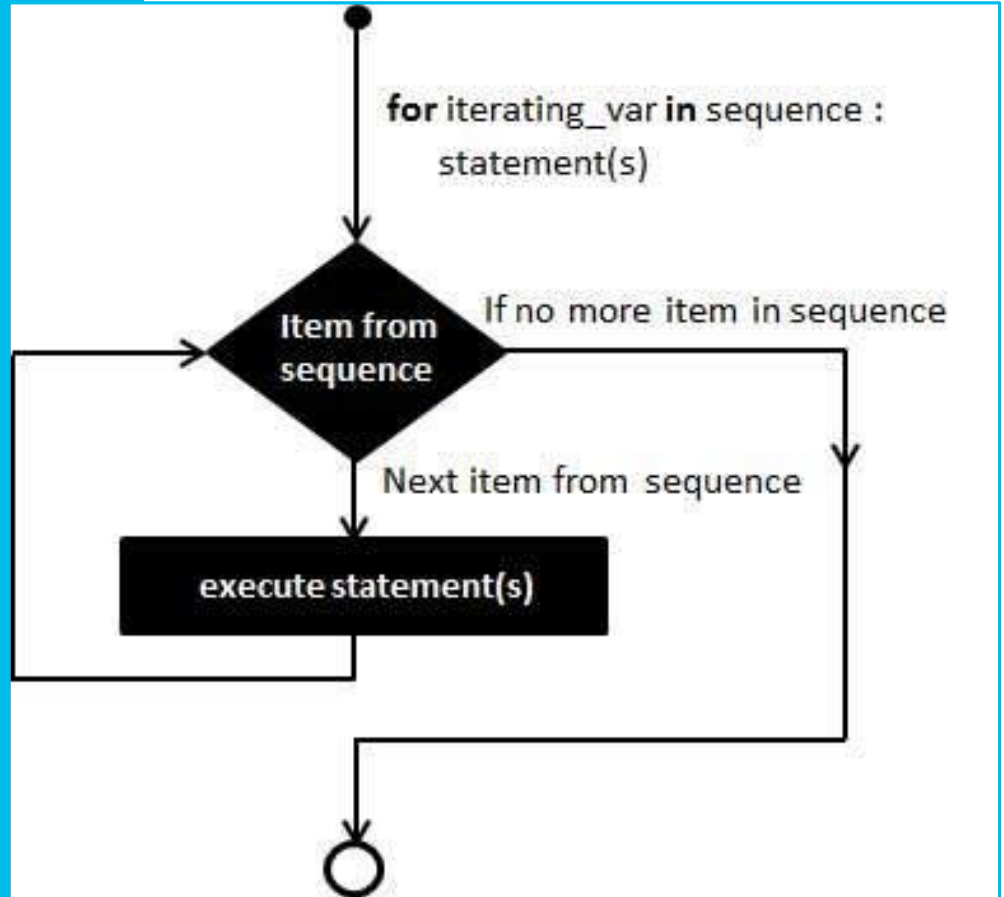 for iterating_var in sequence :
statement(s)
If no more item in sequence
Item from
sequence
Next item from sequence
execute statement(s)